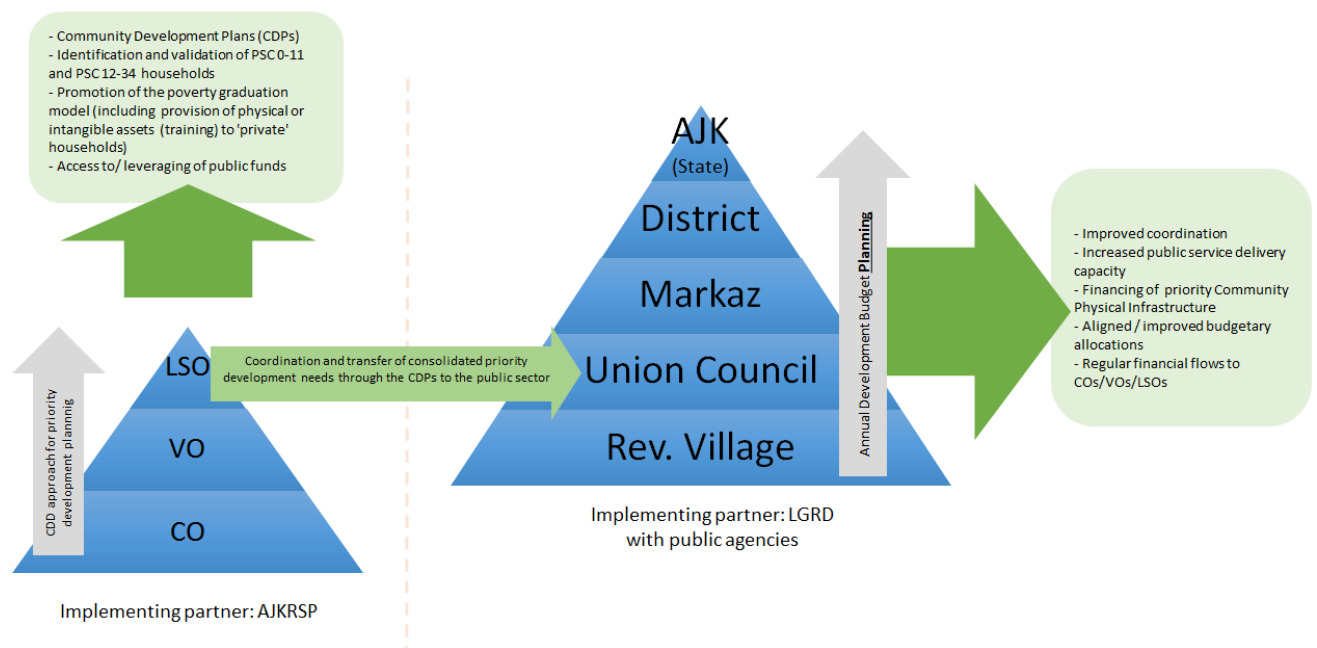 - Community Development Plans (CDPs)
- Identification and validation of PSC 0-11
and PSC 12-34 households
- Promotion of the poverty graduation
model (including provision of physical or
intangible assets (training) to 'private'
households)
- Access to/ leveraging of public funds
CDD approach for priority
development plannnig
LSO
VO
CO
Implementing partner: AJKRSP
Coordination and transfer of consolidated priority
development needs through the CDPs to the public sector
AJK
(State)
District
Markaz
Union Council
Rev. Village
Annual Development Budget Planning
Implementing partner: LGRD
with public agencies
- Improved coordination
- Increased public service delivery
capacity
- Financing of priority Community
Physical Infrastructure
- Aligned / improved budgetary
allocations
- Regular financial flows to
COs/VOs/LSOs